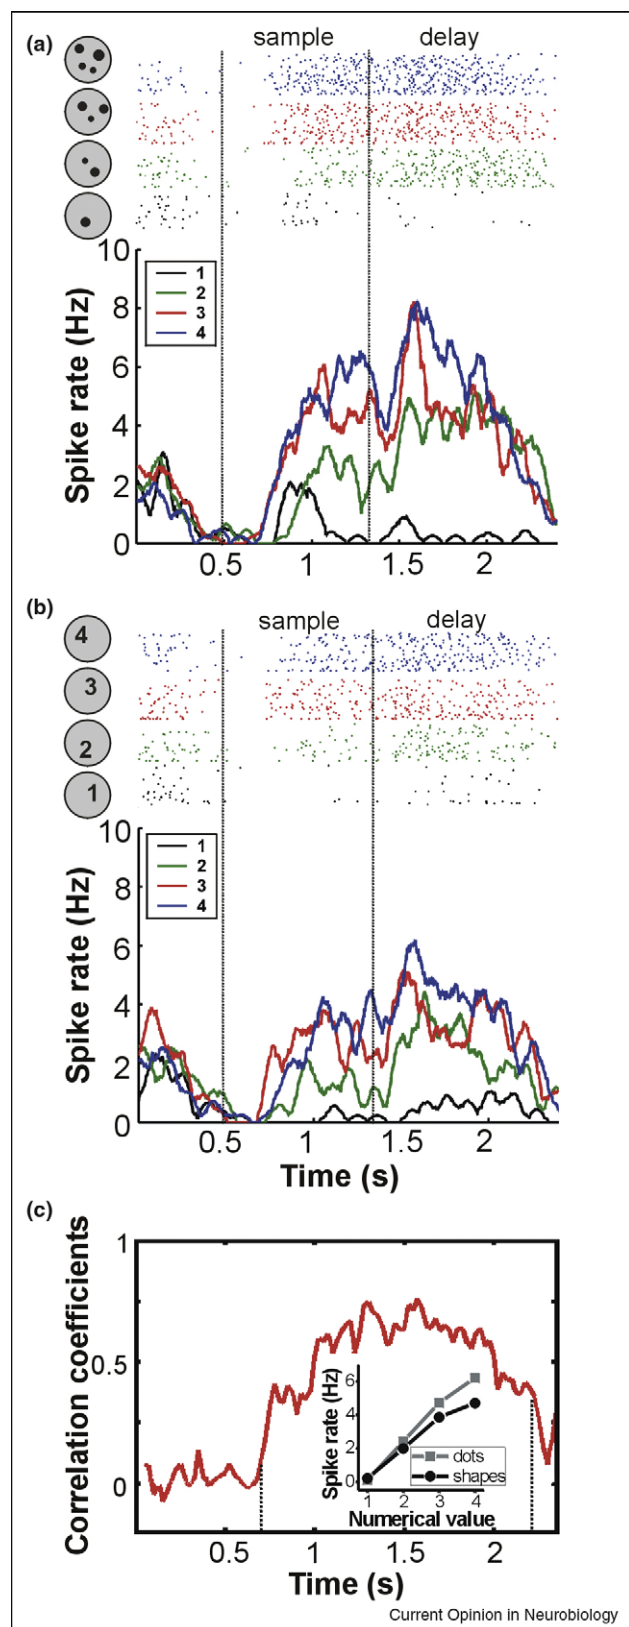 (a)
sample delay
10
8
6
4
2
0
Spike rate (Hz)
1
2
3
4
0.5 1 1.5 2
(b)
sample delay
4
3
2
1
10
8
6
4
2
0
Spike rate (Hz)
1
2
3
4
0.5 1 1.5 2
Time (s)
(c)
1
0.5
0
Correlation coefficients
6
4
2
0
Spike rate (Hz)
dots
shapes
1 2 3 4
Numerical value
0.5 1 1.5 2
Time (s)
Current Opinion in Neurobiology